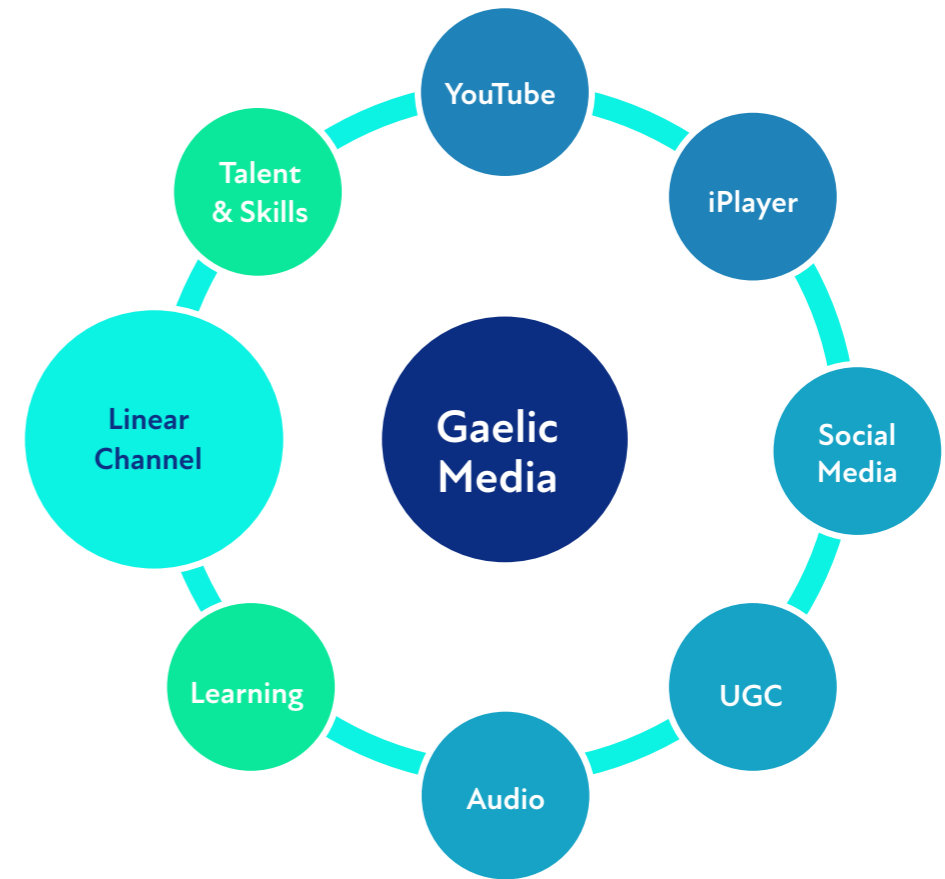 YouTube
Talent
& Skills
iPlayer
Linear
Channel
Gaelic
Media
Social
Media
Learning
UGC
Audio